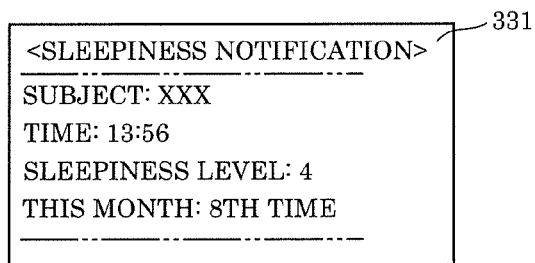 331
<SLEEPINESS NOTIFICATION>
SUBJECT: XXX
TIME: 13:56
SLEEPINESS LEVEL: 4
THIS MONTH: 8TH TIME